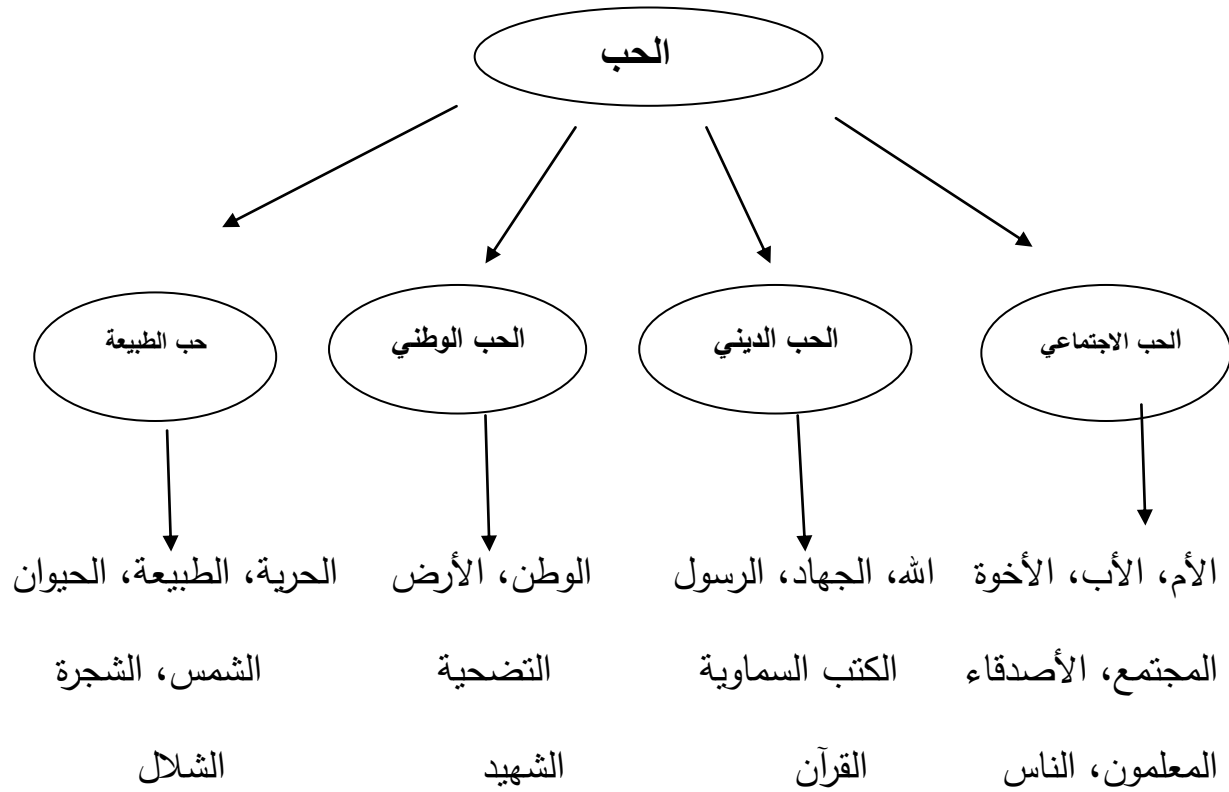 الحب
الحب الاجتماعي
الحب الديني
الحب الوطني
حب الطبيعة
الأم، الأب، الأخوة
المجتمع، الأصدقاء
المعلمون، الناس
الله، الجهاد، الرسول
الكتب السماوية
القرآن
الوطن، الأرض
التضحية
الشهيد
الحرية، الطبيعة، الحيوان
الشمس، الشجرة
الشلال